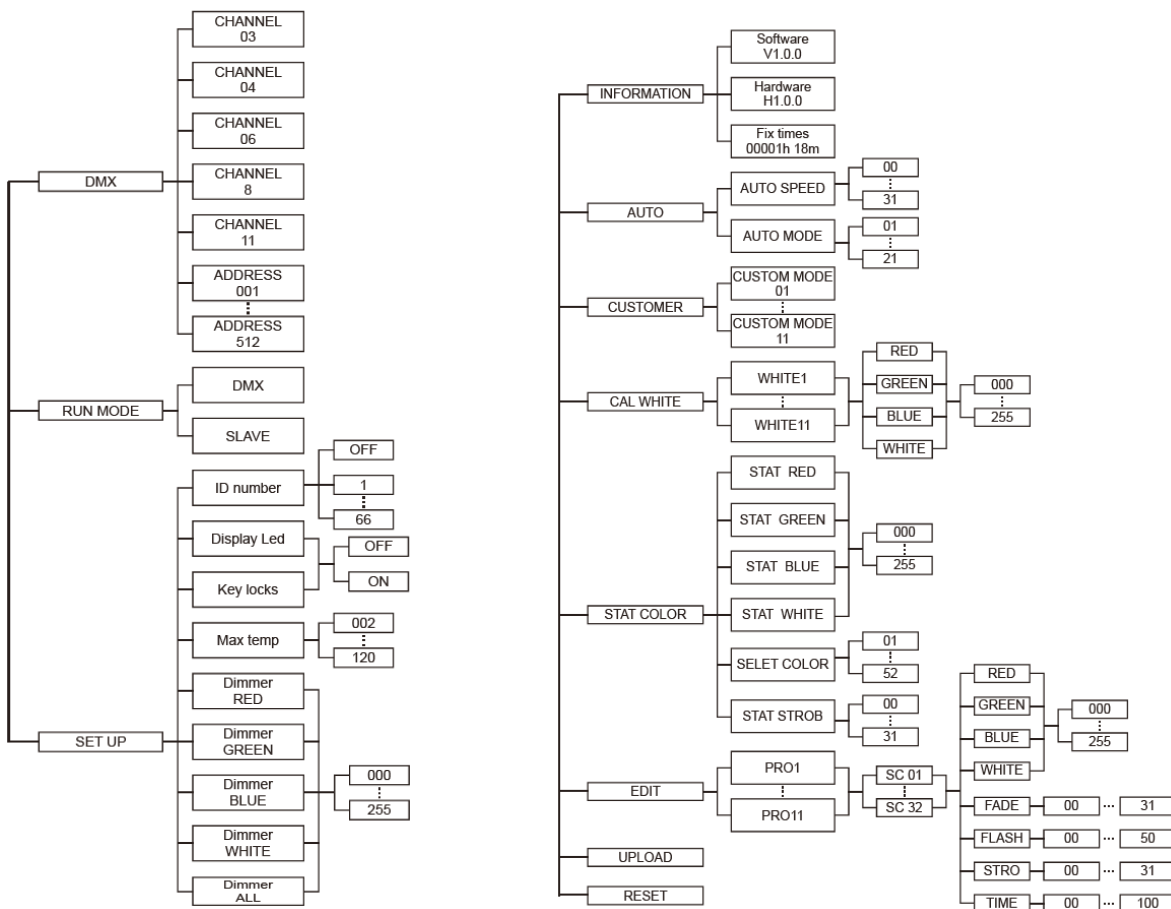 DMX
CHANNEL
03
CHANNEL
04
CHANNEL
06
CHANNEL
8
CHANNEL
11
ADDRESS
001
ADDRESS
512
RUN MODE
DMX
SLAVE
SET UP
ID number
OFF
1
66
Display Led
Key locks
OFF
ON
Max temp
002
120
Dimmer
RED
Dimmer
GREEN
Dimmer
BLUE
Dimmer
WHITE
Dimmer
ALL
000
255
INFORMATION
Software
V1.0.0
Hardware
H1.0.0
Fix times
00001h 18m
AUTO
AUTO SPEED
00
31
AUTO MODE
01
21
CUSTOMER
CUSTOM MODE
01
CUSTOM MODE
11
CAL WHITE
WHITE1
WHITE11
RED
GREEN
BLUE
WHITE
000
255
STAT COLOR
STAT RED
STAT GREEN
STAT BLUE
STAT WHITE
000
255
SELET COLOR
01
52
STAT STROB
00
31
EDIT
PRO1
PRO11
SC 01
SC 32
RED
GREEN
BLUE
WHITE
000
255
FADE 00 ... 31
FLASH 00 ... 50
STRO 00 ... 31
TIME 00 ... 100
UPLOAD
RESET